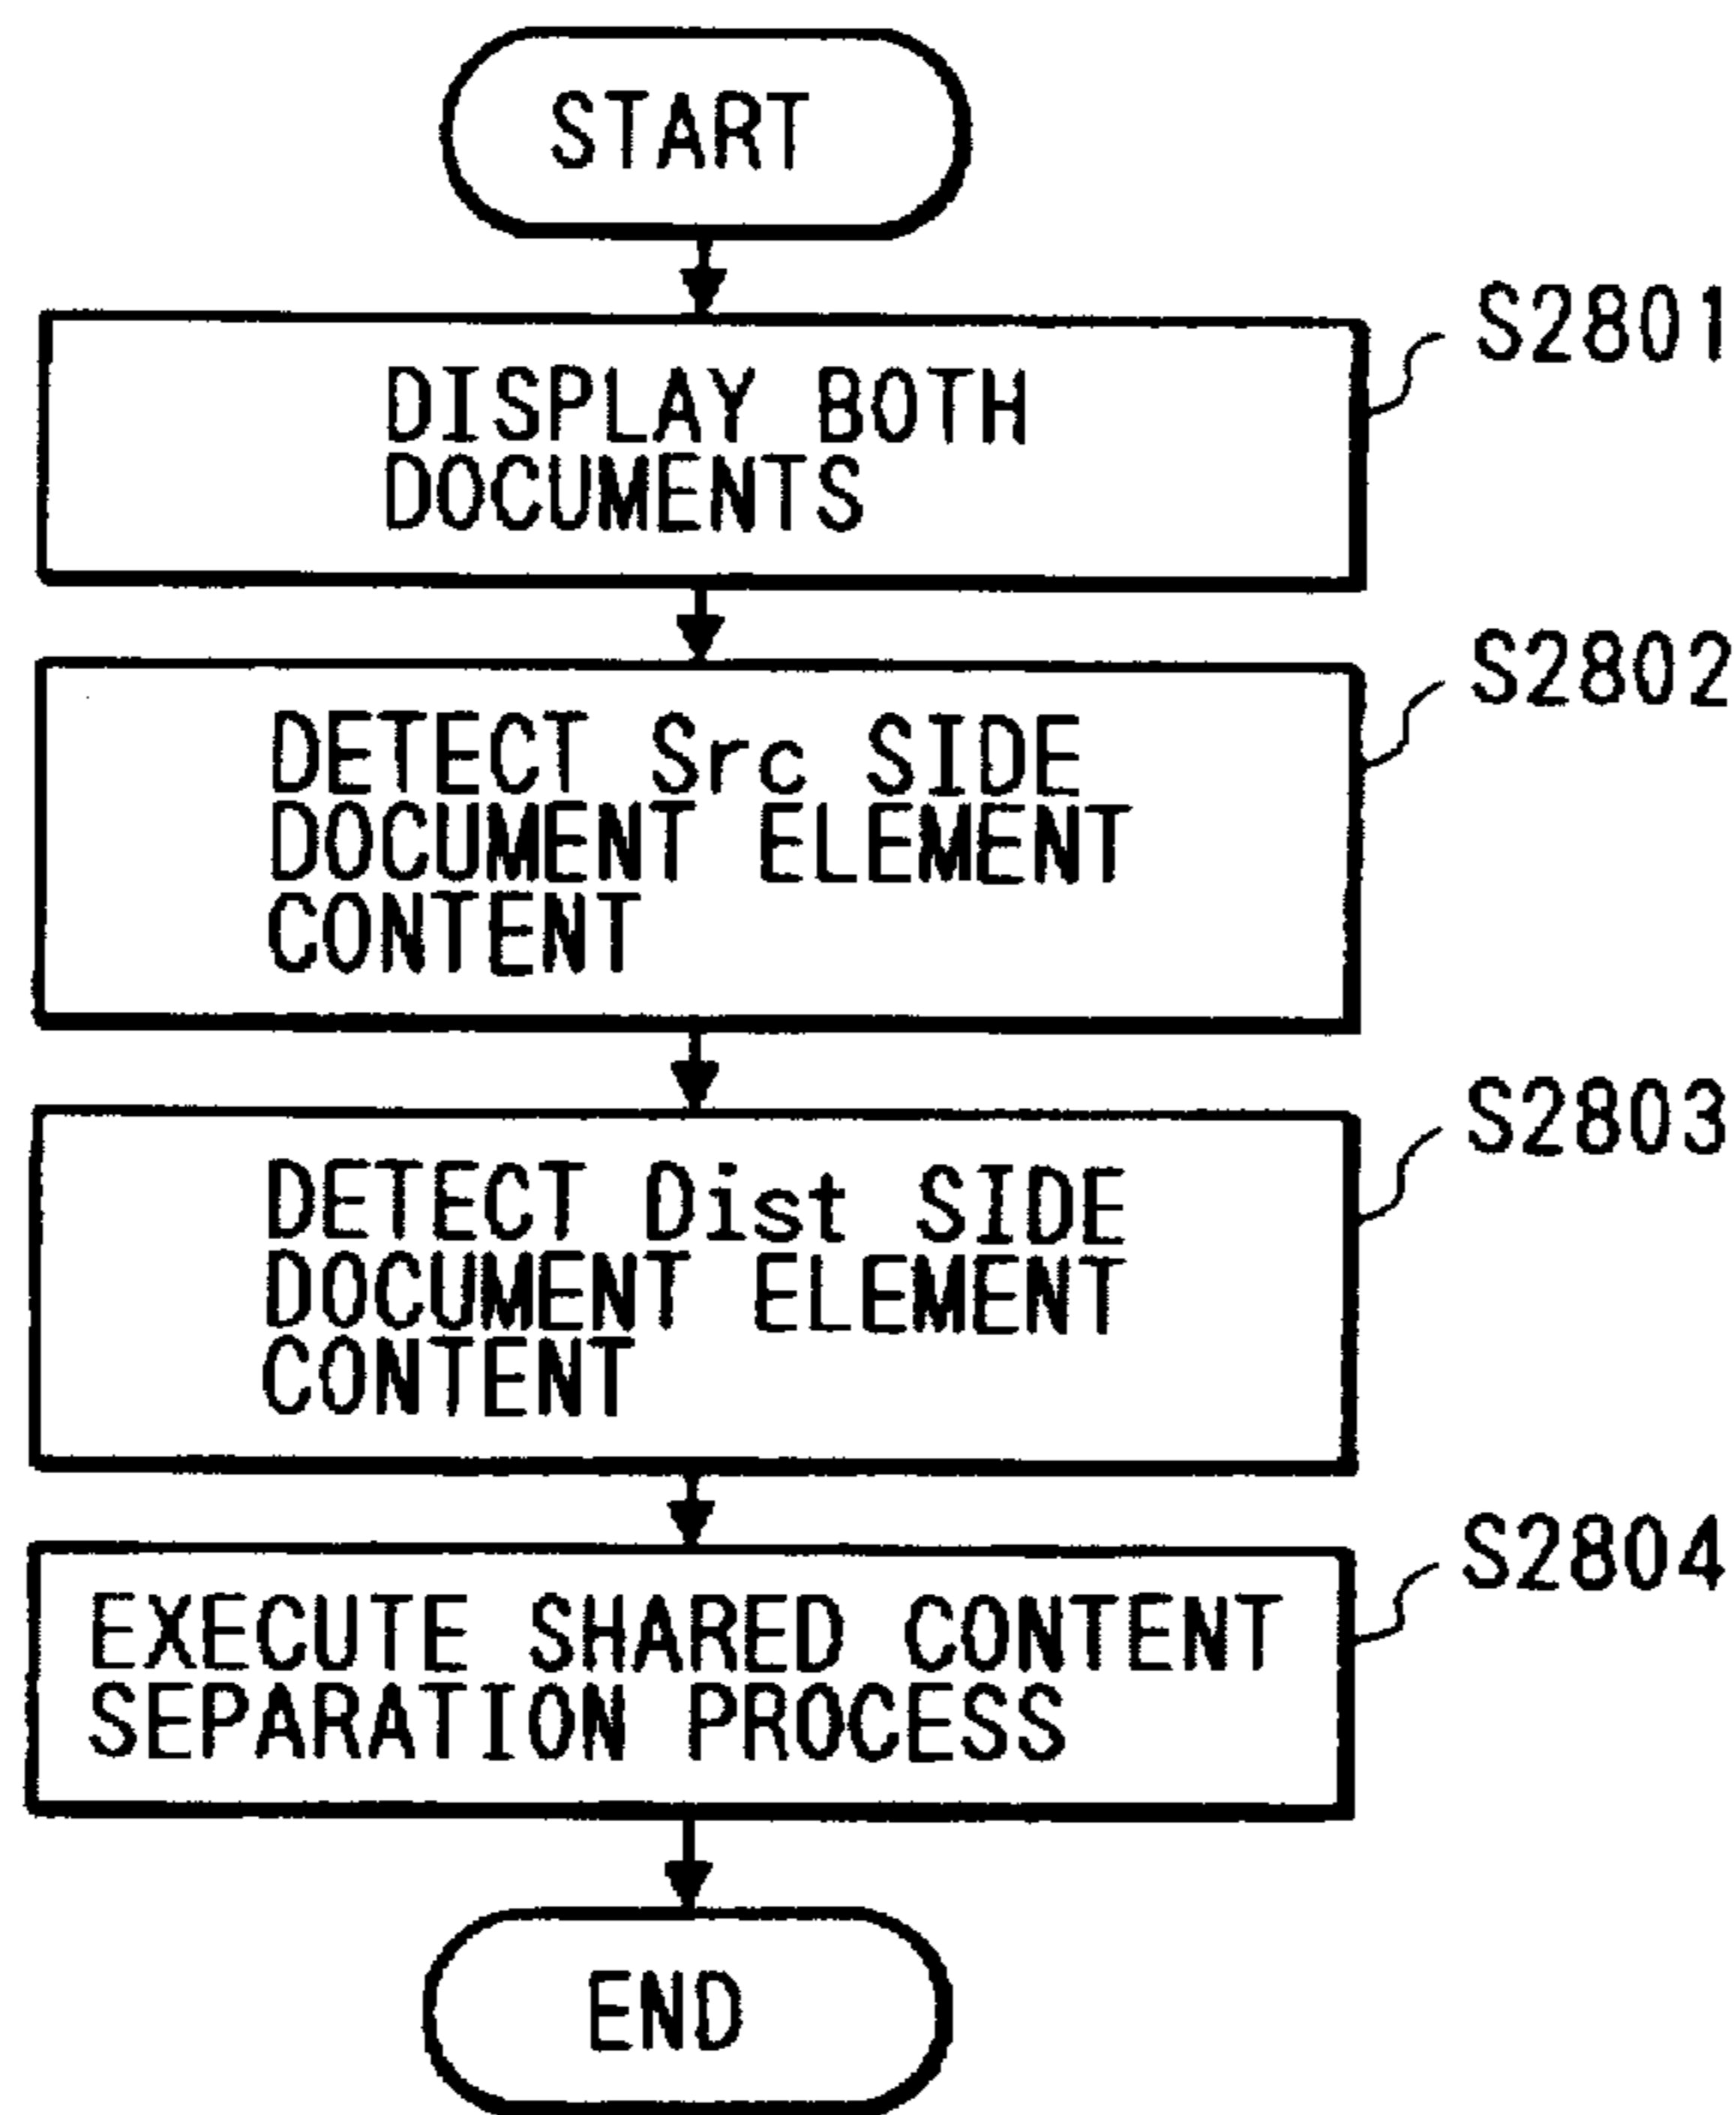 START
S2801
DISPLAY BOTH
DOCUMENTS
S2802
DETECT Src SIDE
DOCUMENT ELEMENT
CONTENT
S2803
DETECT Dist SIDE
DOCUMENT ELEMENT
CONTENT
S2804
EXECUTE SHARED CONTENT
SEPARATION PROCESS
END